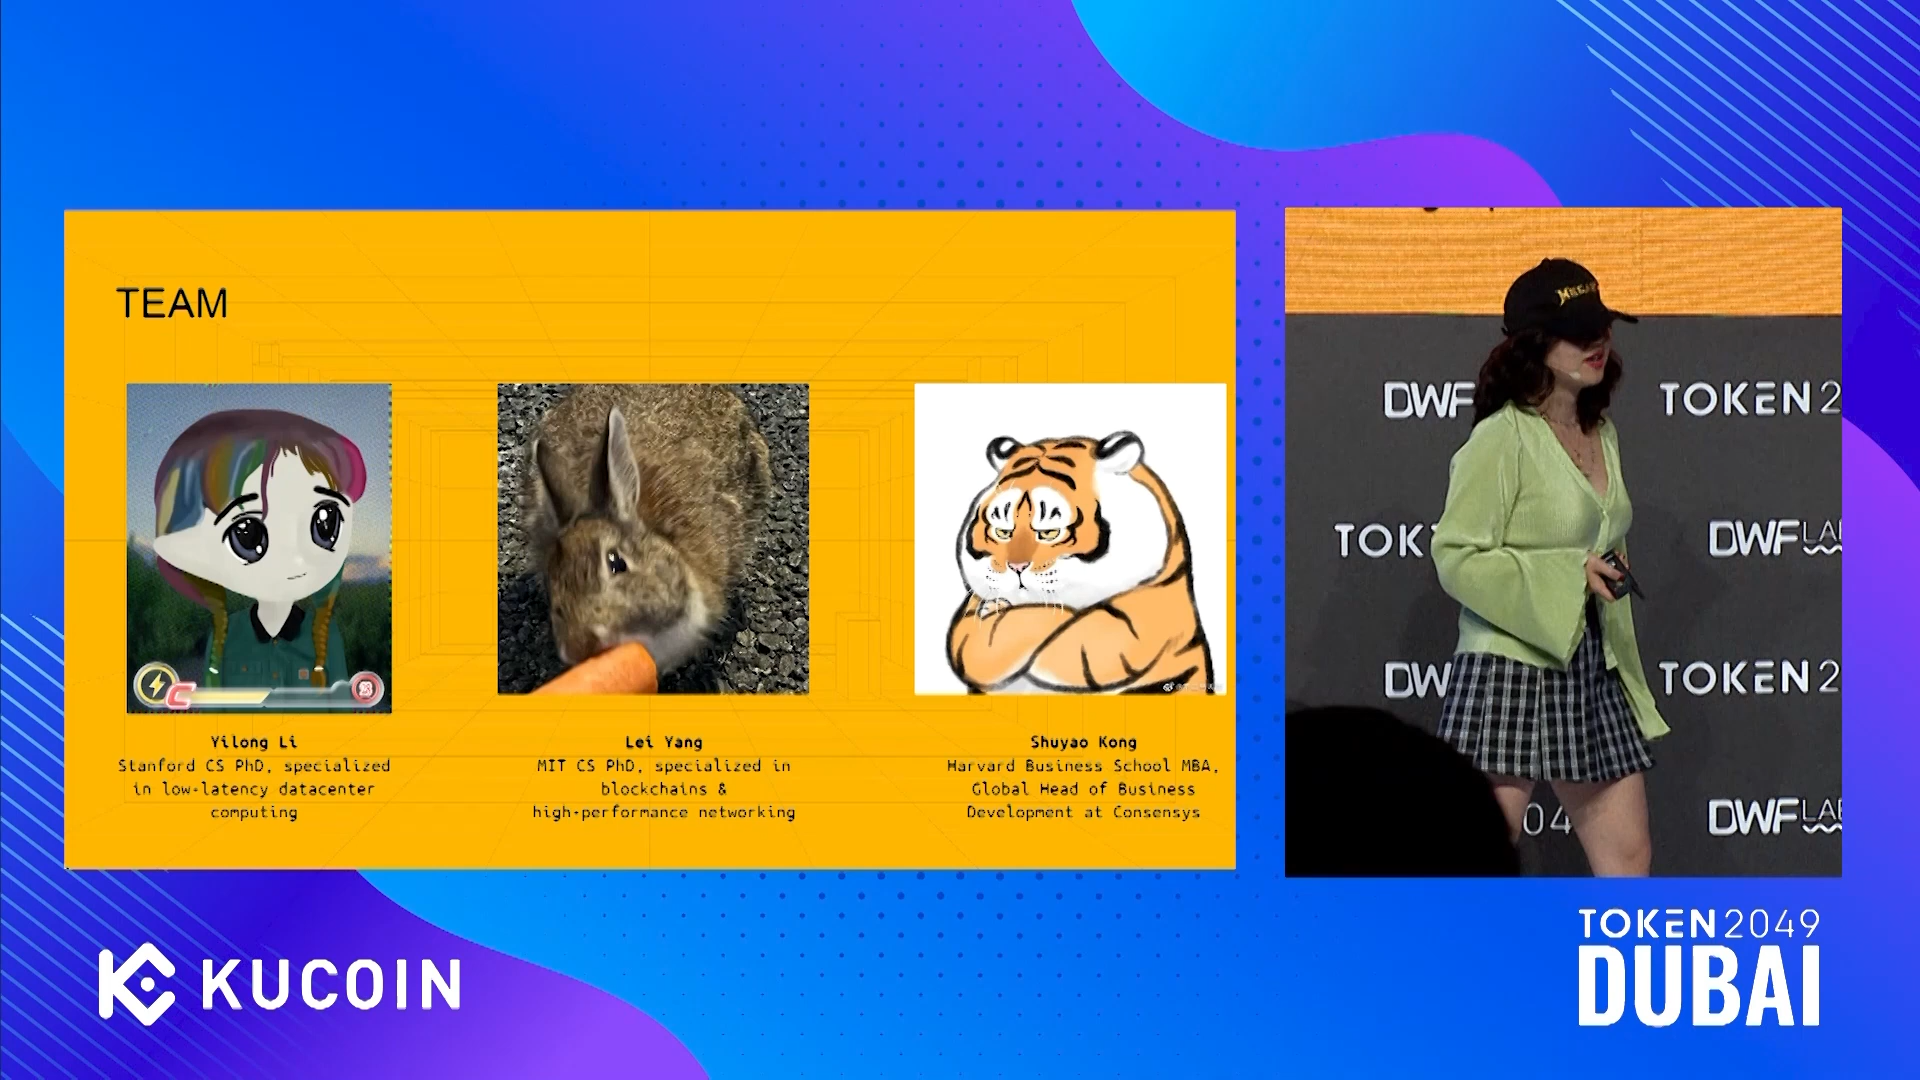 TEAM
Yilong Li
Stanford CS PhD, specialized
in low-latency datacenter
computing
Lei Yang
MIT CS PhD, specialized in
blockchains &
high-performance networking
Shuyao Kong
Harvard Business School MBA,
Global Head of Business
Development at Consensys
DWF
TOKEN2
TOK
DWF LA
DW
TOKEN2
04
DWF LA
KUCOIN
TOKEN2049
DUBAI